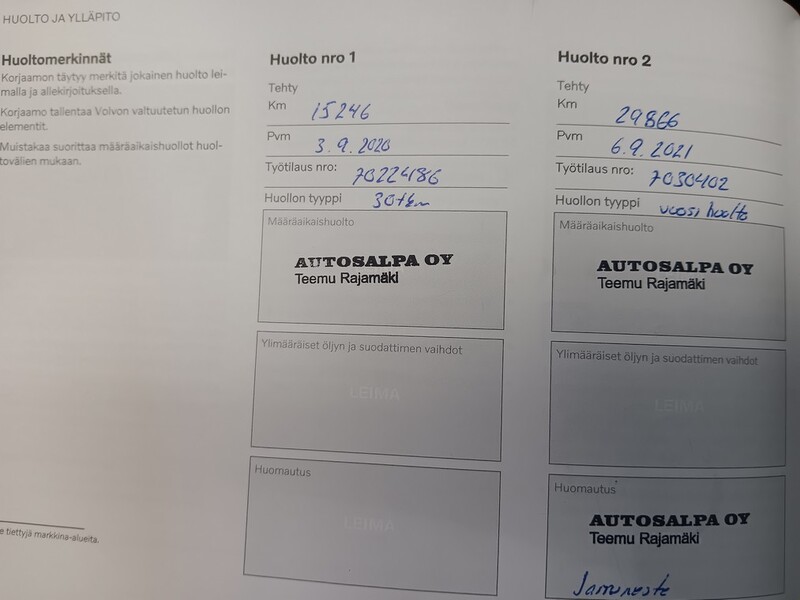 HUOLTO JA YLLÄPITO
Huoltomerkinnät
Korjaamon täytyy merkitä jokainen huolto lei-
malla ja allekirjoituksella.
Korjaamo tallentaa Volvon valtuutetun huollon
elementit.
Muistakaa suorittaa määräaikaishuollot huol-
tovälien mukaan.
e tiettyjä markkina-alueita.
Huolto nro 1
Tehty
Km 15246
Pvm 3.9.2020
Työtilaus nro: 70224186
Huollon tyyppi 30tkm
Määräaikaishuolto
AUTOSALPA OY
Teemu Rajamäki
Ylimääräiset öljyn ja suodattimen vaihdot
LEIMA
Huomautus
LEIMA
Huolto nro 2
Tehty
Km 29866
Pvm 6.9.2021
Työtilaus nro: 7030402
Huollon tyyppi vuosihuolto
Määräaikaishuolto
AUTOSALPA OY
Teemu Rajamäki
Ylimääräiset öljyn ja suodattimen vaihdot
LEIMA
Huomautus
AUTOSALPA OY
Teemu Rajamäki
Jarruneste